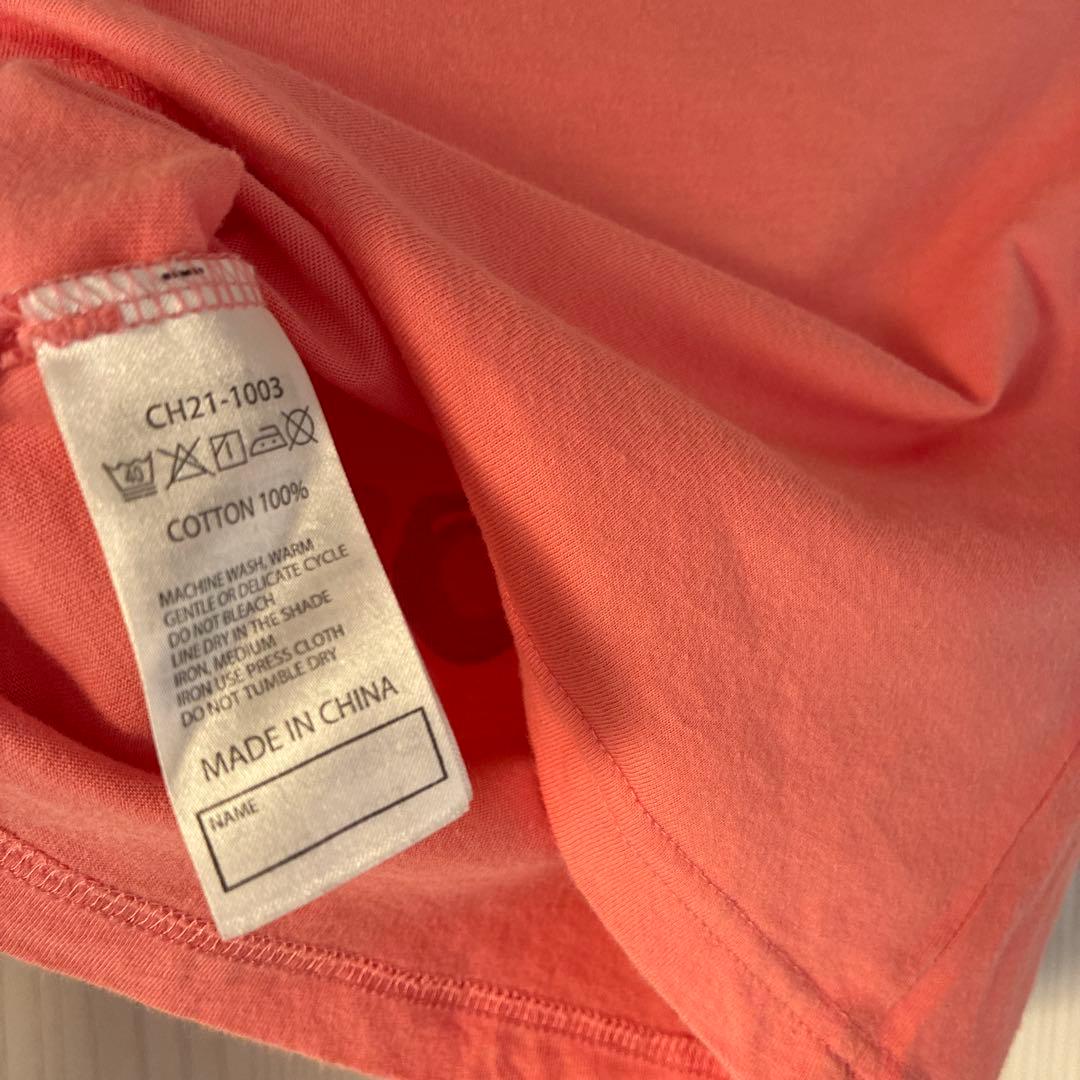 CH21-1003
40
COTTON 100%
MACHINE WASH, WARM
GENTLE OR DELICATE CYCLE
DO NOT BLEACH
LINE DRY IN THE SHADE
IRON, MEDIUM
IRON USE PRESS CLOTH
DO NOT TUMBLE DRY
MADE IN CHINA
NAME